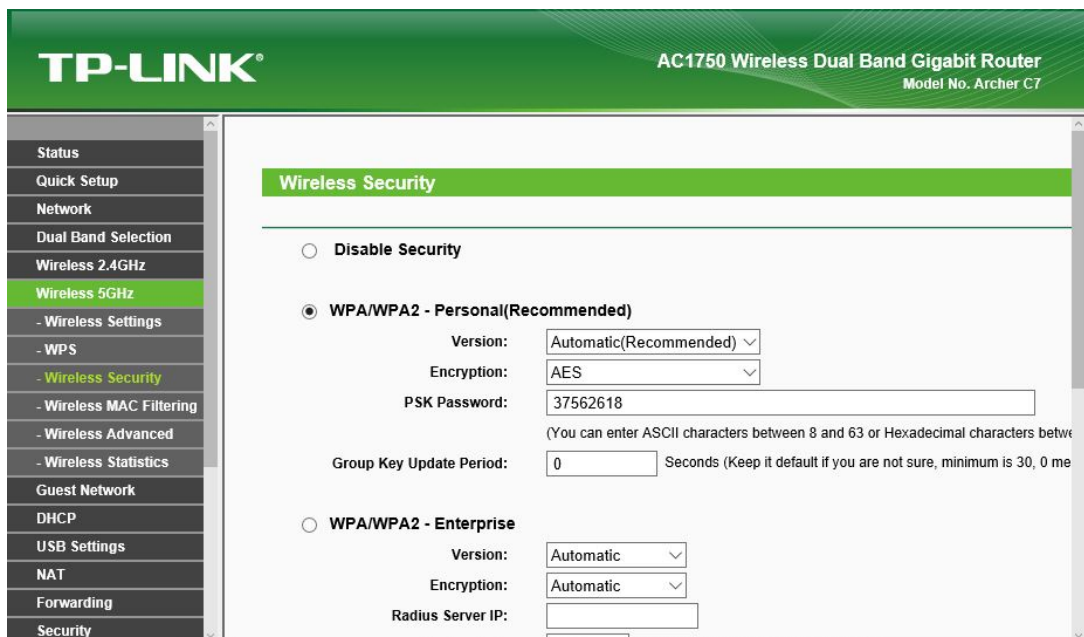 TP-LINK®
AC1750 Wireless Dual Band Gigabit Router
Model No. Archer C7
Status
Quick Setup
Network
Dual Band Selection
Wireless 2.4GHz
Wireless 5GHz
- Wireless Settings
- WPS
- Wireless Security
- Wireless MAC Filtering
- Wireless Advanced
- Wireless Statistics
Guest Network
DHCP
USB Settings
NAT
Forwarding
Security
Wireless Security
Disable Security
WPA/WPA2 - Personal(Recommended)
Version: Automatic(Recommended)
Encryption: AES
PSK Password: 37562618
(You can enter ASCII characters between 8 and 63 or Hexadecimal characters betwe
Group Key Update Period: 0 Seconds (Keep it default if you are not sure, minimum is 30, 0 me
WPA/WPA2 - Enterprise
Version: Automatic
Encryption: Automatic
Radius Server IP: